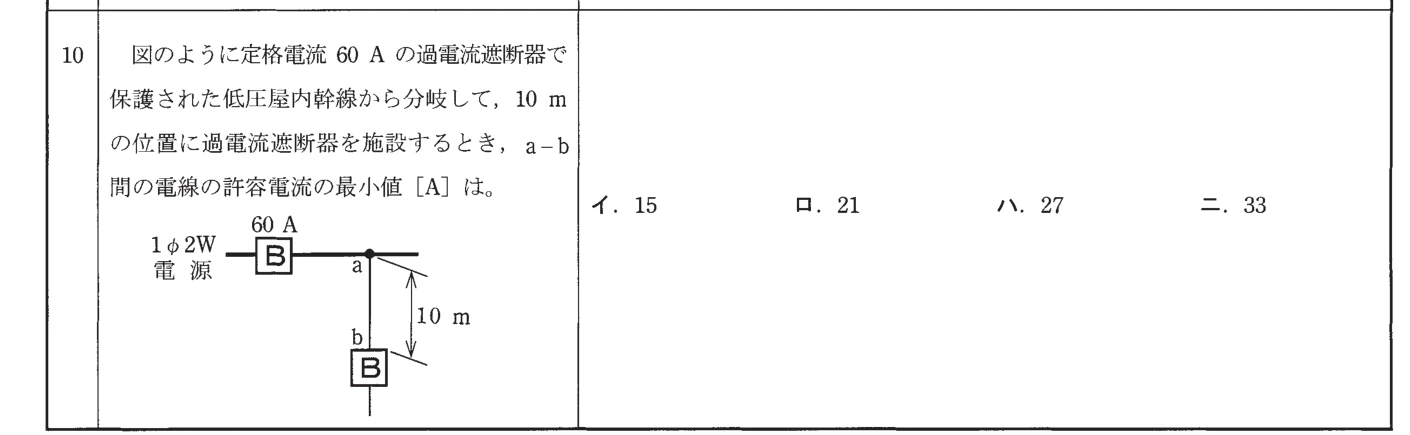 10
図のように定格電流 60 A の過電流遮断器で
保護された低圧屋内幹線から分岐して，10 m
の位置に過電流遮断器を施設するとき，a－b
間の電線の許容電流の最小値［A］は。
イ．15 ロ．21 ハ．27 ニ．33
60 A
1φ2W
電 源
B
a
10 m
b
B